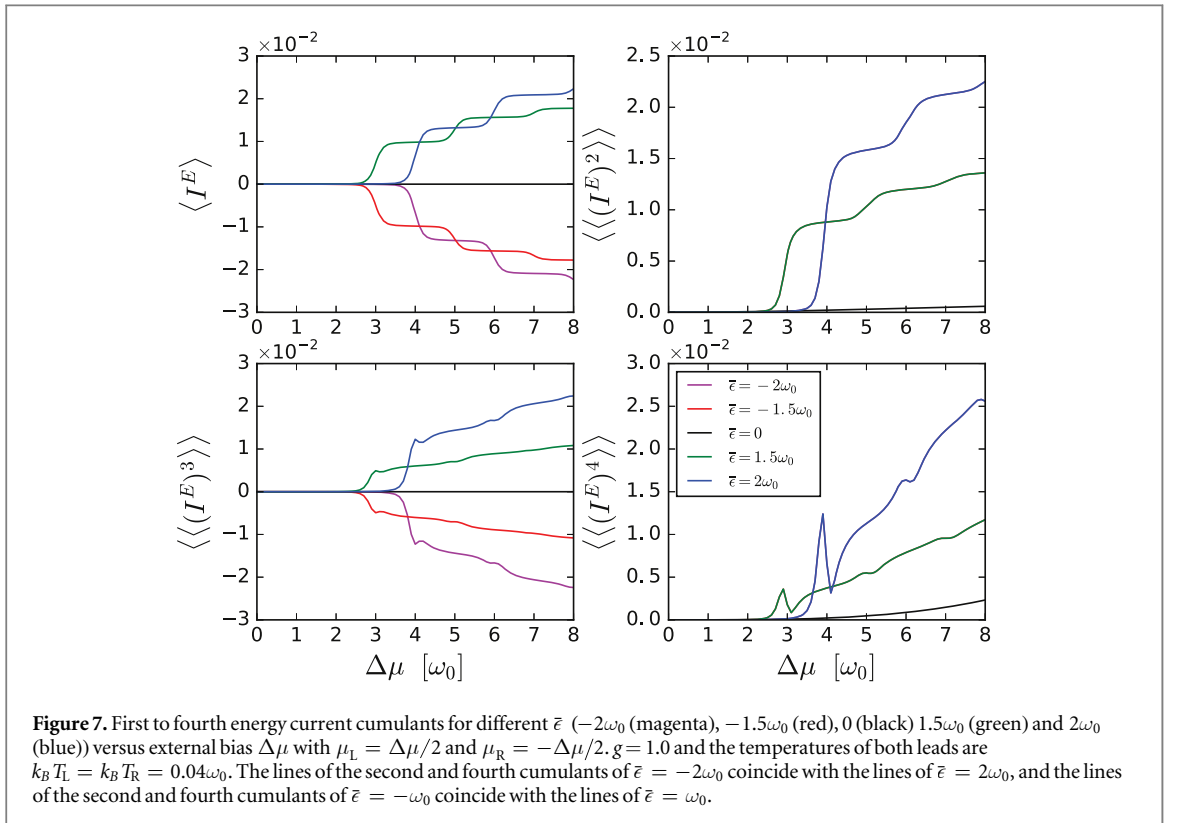 ×10⁻²
3
2
1
0
−1
−2
−3
⟨I^E⟩
0 1 2 3 4 5 6 7 8
×10⁻²
2.5
2.0
1.5
1.0
0.5
0.0
⟨⟨(I^E)²⟩⟩
0 1 2 3 4 5 6 7 8
×10⁻²
3
2
1
0
−1
−2
−3
⟨⟨(I^E)³⟩⟩
0 1 2 3 4 5 6 7 8
Δμ [ω₀]
×10⁻²
3.0
2.5
2.0
1.5
1.0
0.5
0.0
⟨⟨(I^E)⁴⟩⟩
ϵ̄ = −2ω₀
ϵ̄ = −1.5ω₀
ϵ̄ = 0
ϵ̄ = 1.5ω₀
ϵ̄ = 2ω₀
0 1 2 3 4 5 6 7 8
Δμ [ω₀]
Figure 7. First to fourth energy current cumulants for different ϵ̄ (−2ω₀ (magenta), −1.5ω₀ (red), 0 (black) 1.5ω₀ (green) and 2ω₀
(blue)) versus external bias Δμ with μ_L = Δμ/2 and μ_R = −Δμ/2. g = 1.0 and the temperatures of both leads are
k_B T_L = k_B T_R = 0.04ω₀. The lines of the second and fourth cumulants of ϵ̄ = −2ω₀ coincide with the lines of ϵ̄ = 2ω₀, and the lines
of the second and fourth cumulants of ϵ̄ = −ω₀ coincide with the lines of ϵ̄ = ω₀.